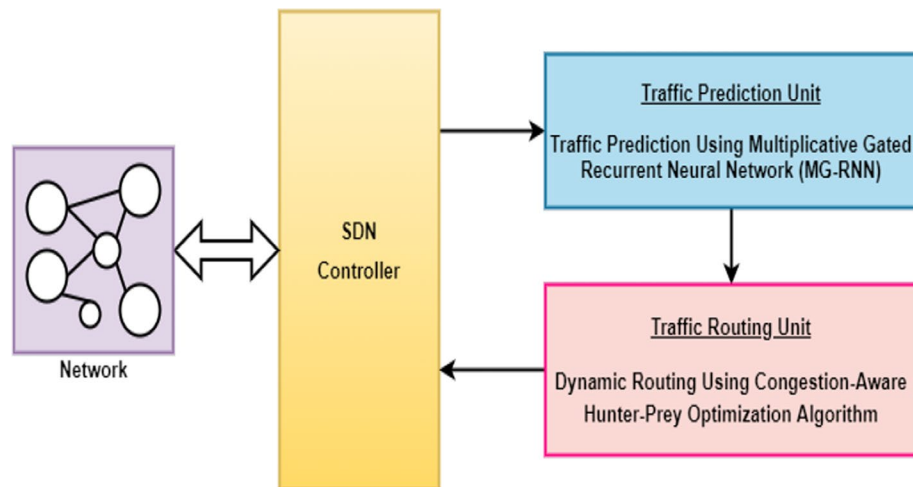 Network
SDN
Controller
Traffic Prediction Unit
Traffic Prediction Using Multiplicative Gated
Recurrent Neural Network (MG-RNN)
Traffic Routing Unit
Dynamic Routing Using Congestion-Aware
Hunter-Prey Optimization Algorithm